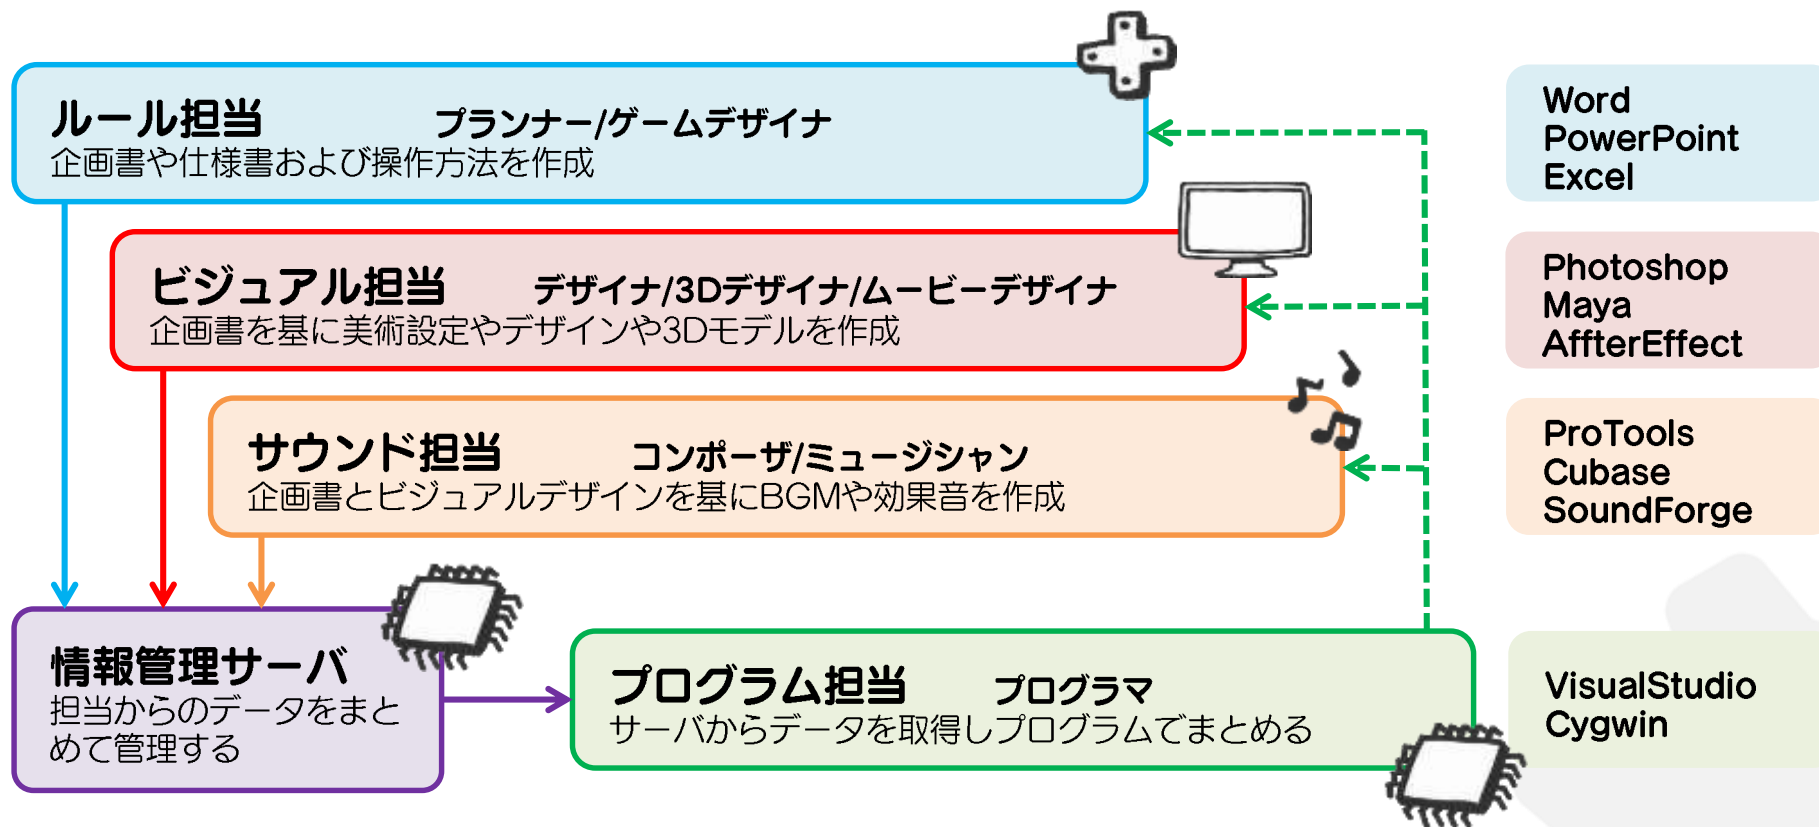 ルール担当 プランナー/ゲームデザイナ
企画書や仕様書および操作方法を作成
Word
PowerPoint
Excel
ビジュアル担当 デザイナ/3Dデザイナ/ムービーデザイナ
企画書を基に美術設定やデザインや3Dモデルを作成
Photoshop
Maya
AffterEffect
サウンド担当 コンポーザ/ミュージシャン
企画書とビジュアルデザインを基にBGMや効果音を作成
ProTools
Cubase
SoundForge
情報管理サーバ
担当からのデータをまと
めて管理する
プログラム担当 プログラマ
サーバからデータを取得しプログラムでまとめる
VisualStudio
Cygwin